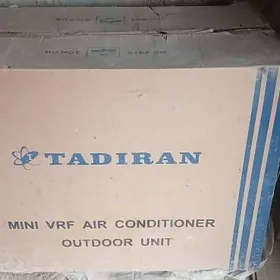 TADIRAN
MINI VRF AIR CONDITIONER
OUTDOOR UNIT